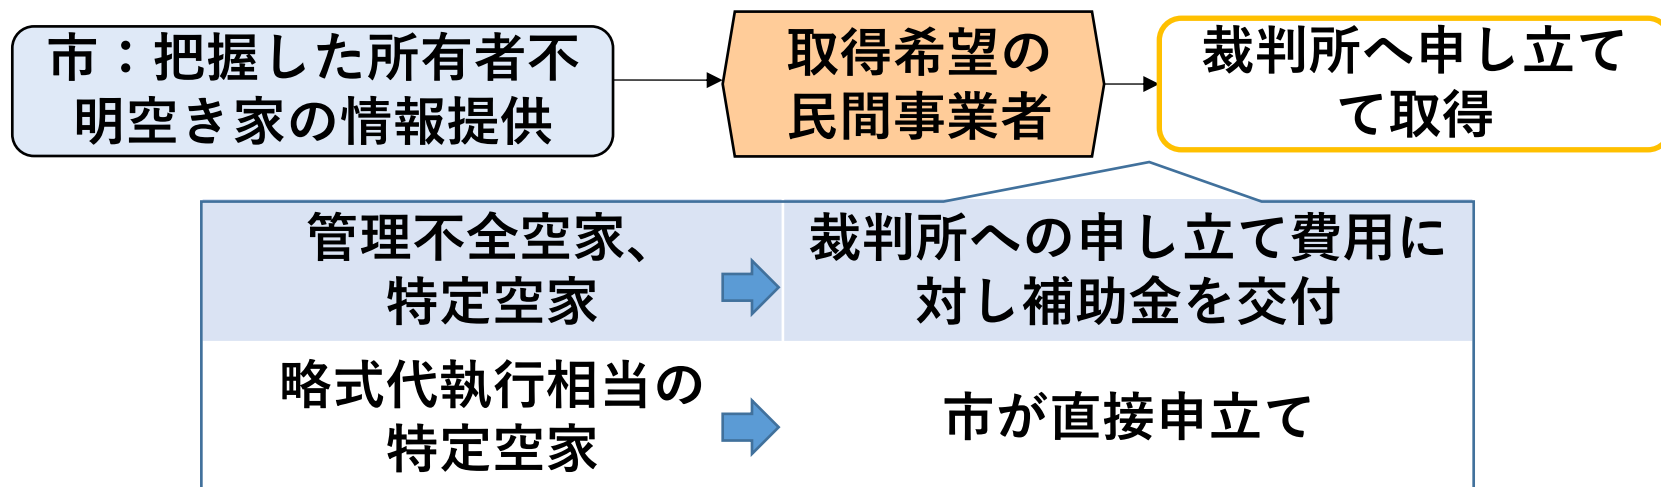 市：把握した所有者不
明空き家の情報提供
取得希望の
民間事業者
裁判所へ申し立て
て取得
管理不全空家、
特定空家
裁判所への申し立て費用に
対し補助金を交付
略式代執行相当の
特定空家
市が直接申立て